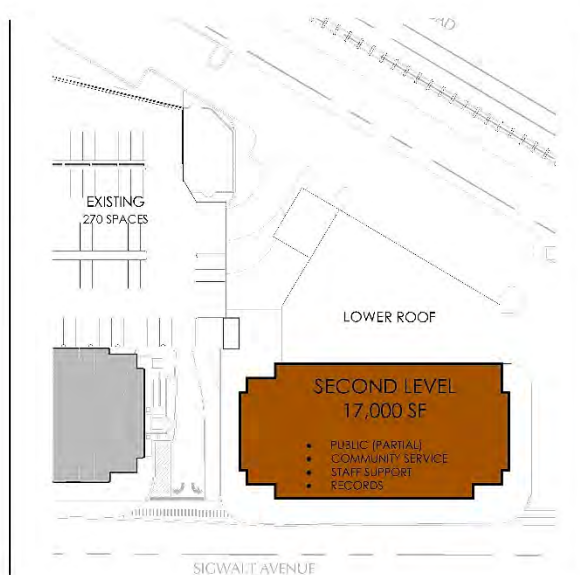 AD
EXISTING
270 SPACES
LOWER ROOF
SECOND LEVEL
17,000 SF
• PUBLIC (PARTIAL)
• COMMUNITY SERVICE
• STAFF SUPPORT
• RECORDS
SIGWALT AVENUE